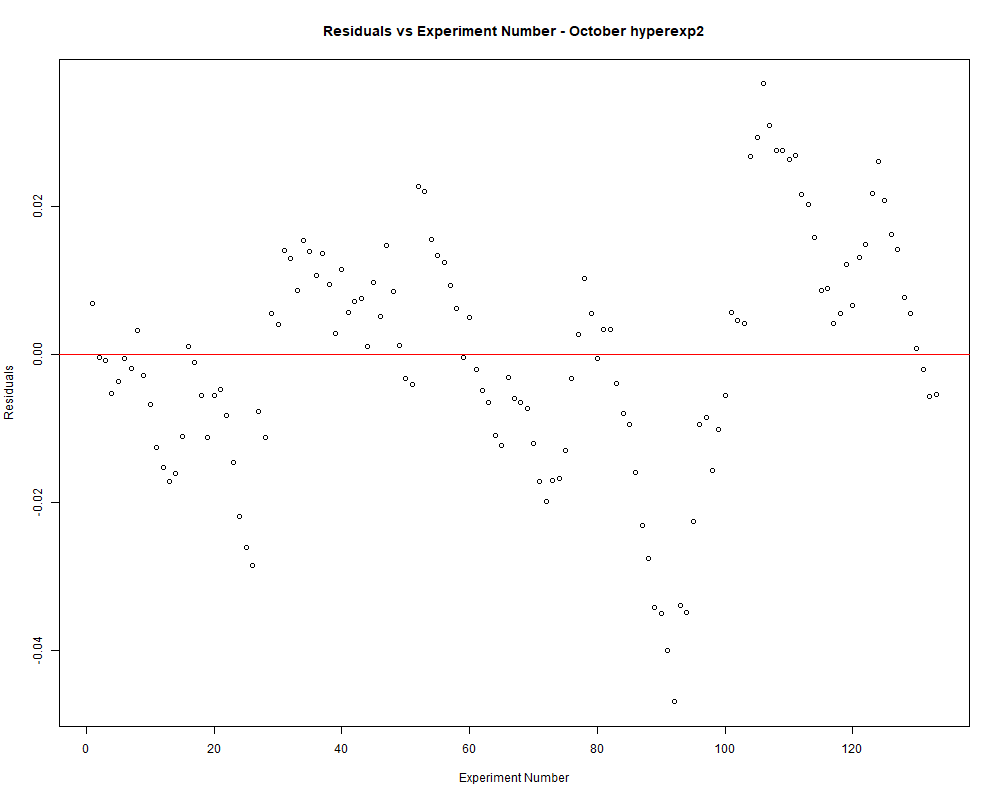 Residuals vs Experiment Number - October hyperexp2
Residuals
0.02
0.00
-0.02
-0.04
0 20 40 60 80 100 120
Experiment Number